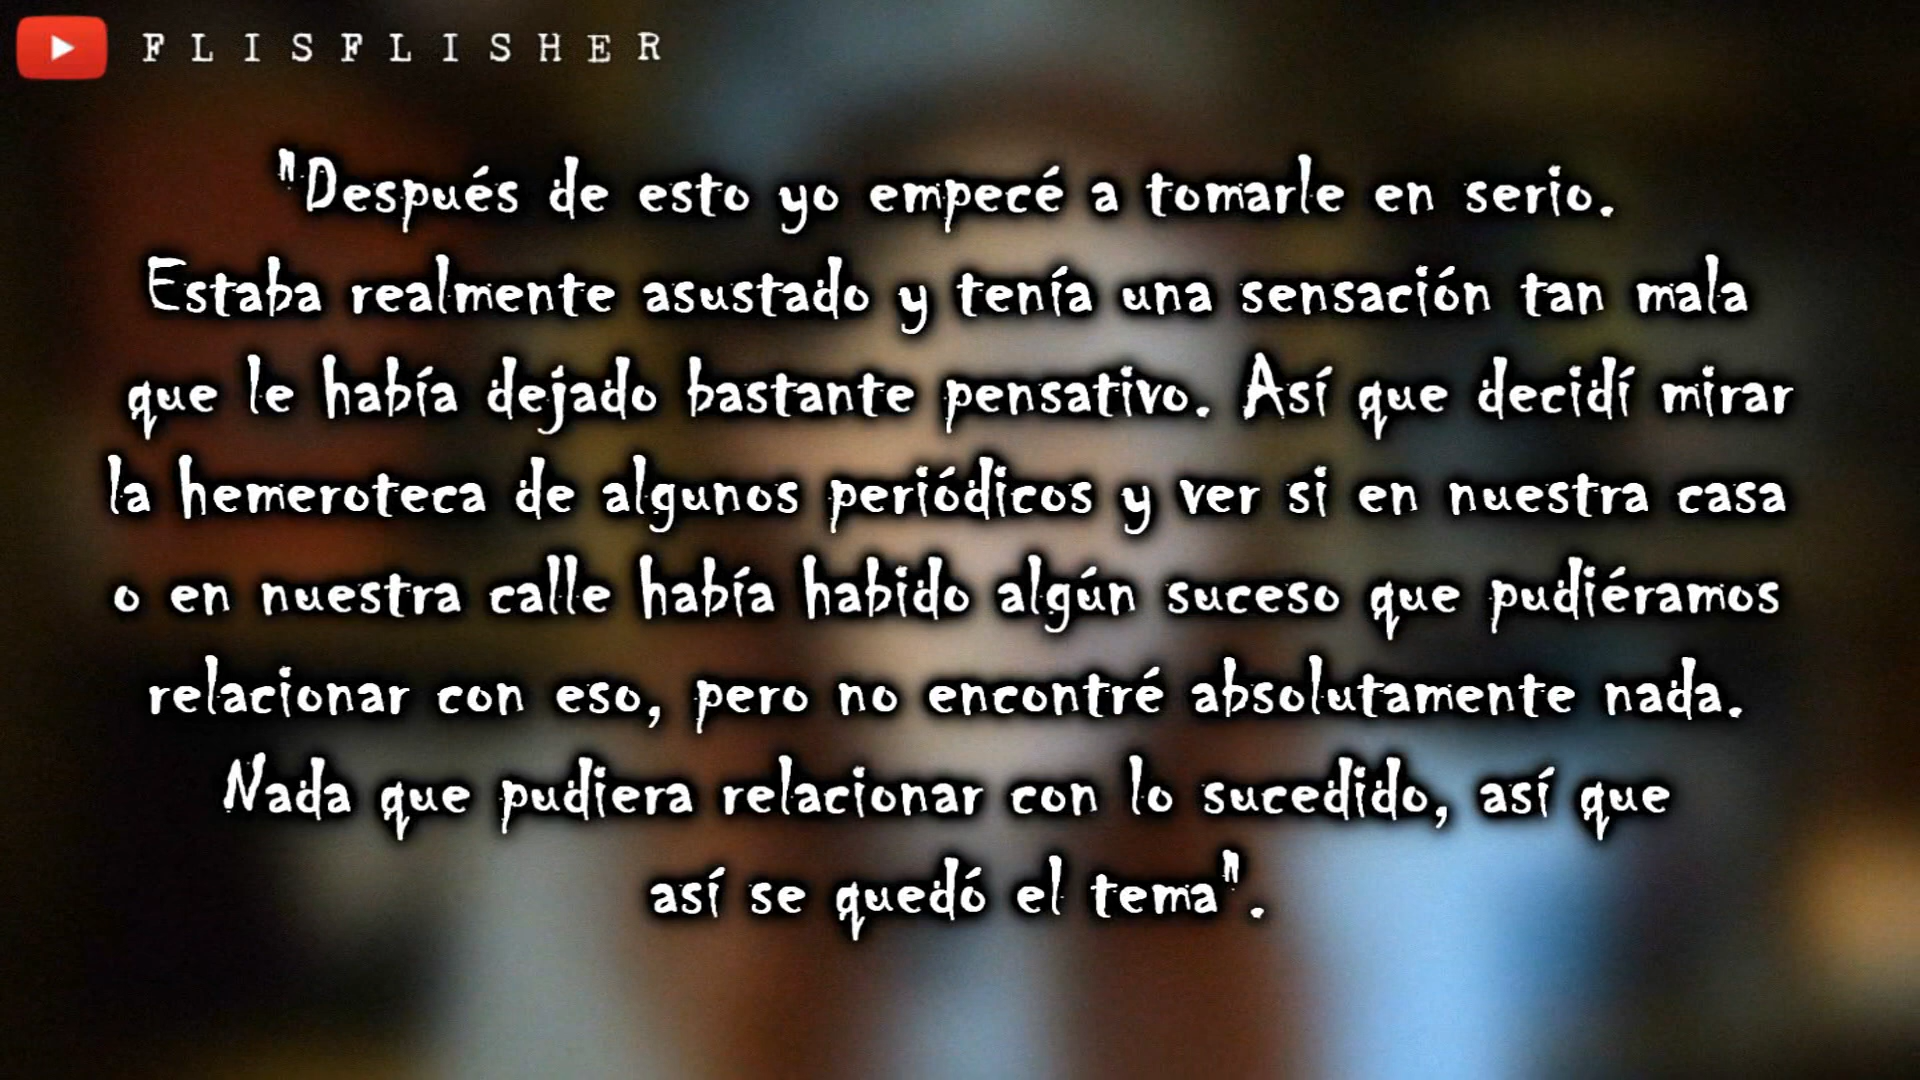 FLISFLISHER
"Después de esto yo empecé a tomarle en serio.
Estaba realmente asustado y tenía una sensación tan mala
que le había dejado bastante pensativo. Así que decidí mirar
la hemeroteca de algunos periódicos y ver si en nuestra casa
o en nuestra calle había habido algún suceso que pudiéramos
relacionar con eso, pero no encontré absolutamente nada.
Nada que pudiera relacionar con lo sucedido, así que
así se quedó el tema".